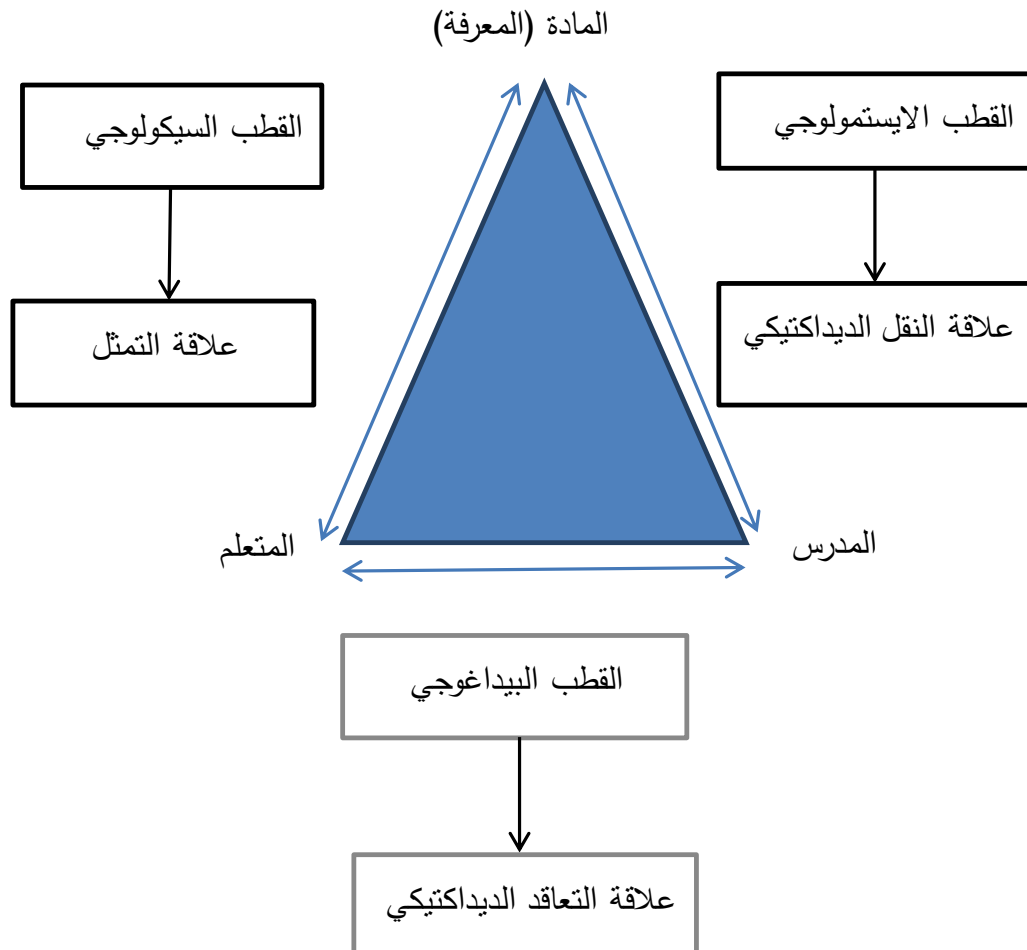 المادة (المعرفة)
القطب الايستمولوجي
القطب السيكولوجي
علاقة النقل الديداكتيكي
علاقة التمثل
المدرس
المتعلم
القطب البيداغوجي
علاقة التعاقد الديداكتيكي